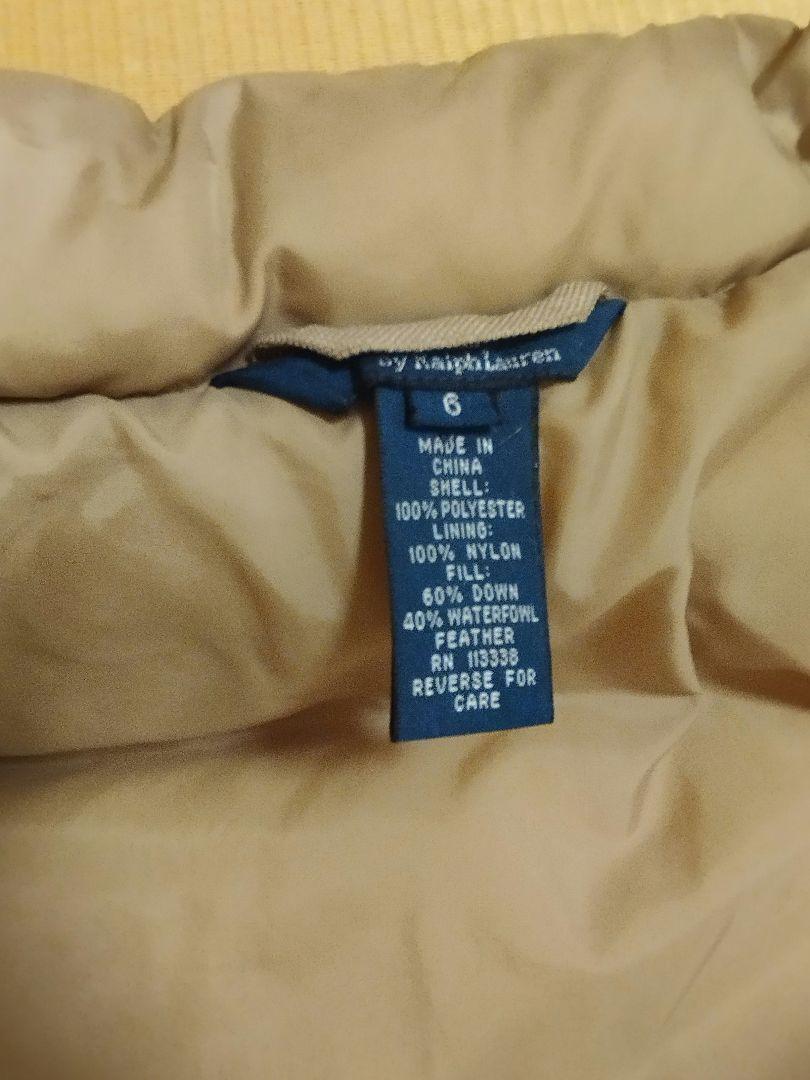 by RalphLauren
6
MADE IN
CHINA
SHELL:
100% POLYESTER
LINING:
100% NYLON
FILL:
60% DOWN
40% WATERFOWL
FEATHER
RN 113338
REVERSE FOR
CARE